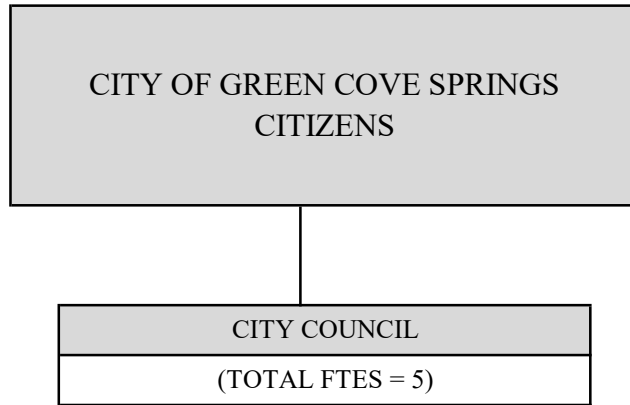 CITY OF GREEN COVE SPRINGS
CITIZENS
CITY COUNCIL
(TOTAL FTES = 5)